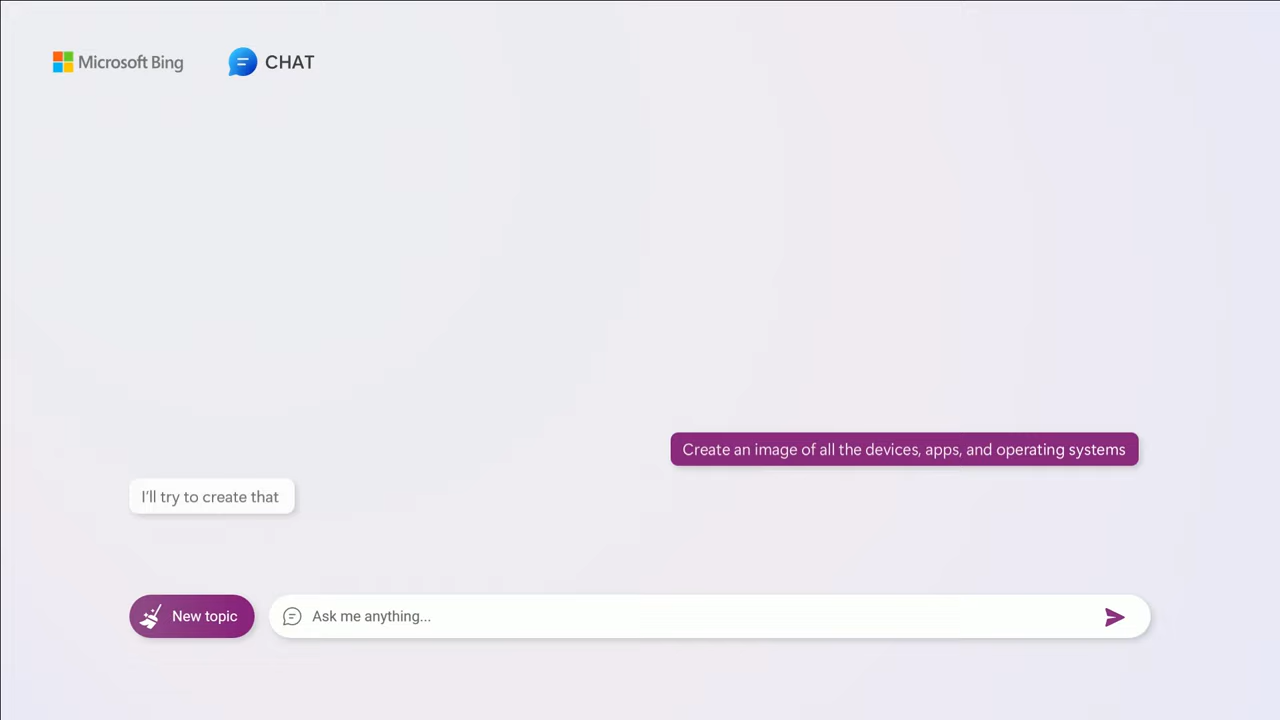 Microsoft Bing CHAT
Create an image of all the devices, apps, and operating systems
I'll try to create that
New topic
Ask me anything...